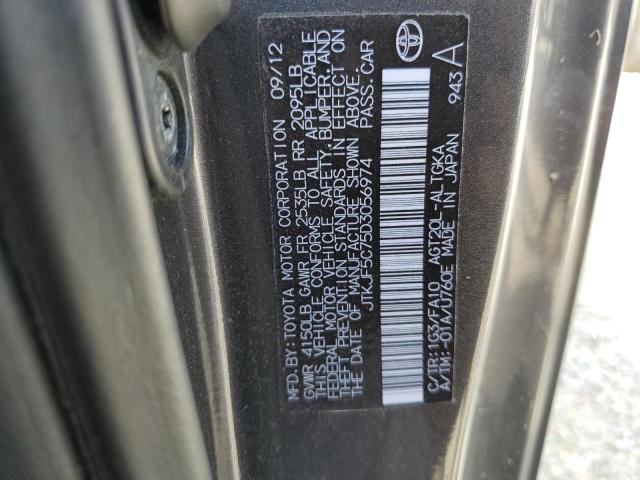 MFD.BY:TOYOTA MOTOR CORPORATION 09/12
GVWR 4150LB GAWR FR 2535LB RR 2095LB
THIS VEHICLE CONFORMS TO ALL APPLICABLE
FEDERAL MOTOR VEHICLE SAFETY, BUMPER, AND
THEFT PREVENTION STANDARDS IN EFFECT ON
THE DATE OF MANUFACTURE SHOWN ABOVE.
JTKJF5C75D3056974 PASS.CAR
C/TR:1G3/FA10 AGT20L-ALTGKA
A/TM:-01A/U760E MADE IN JAPAN 943 A